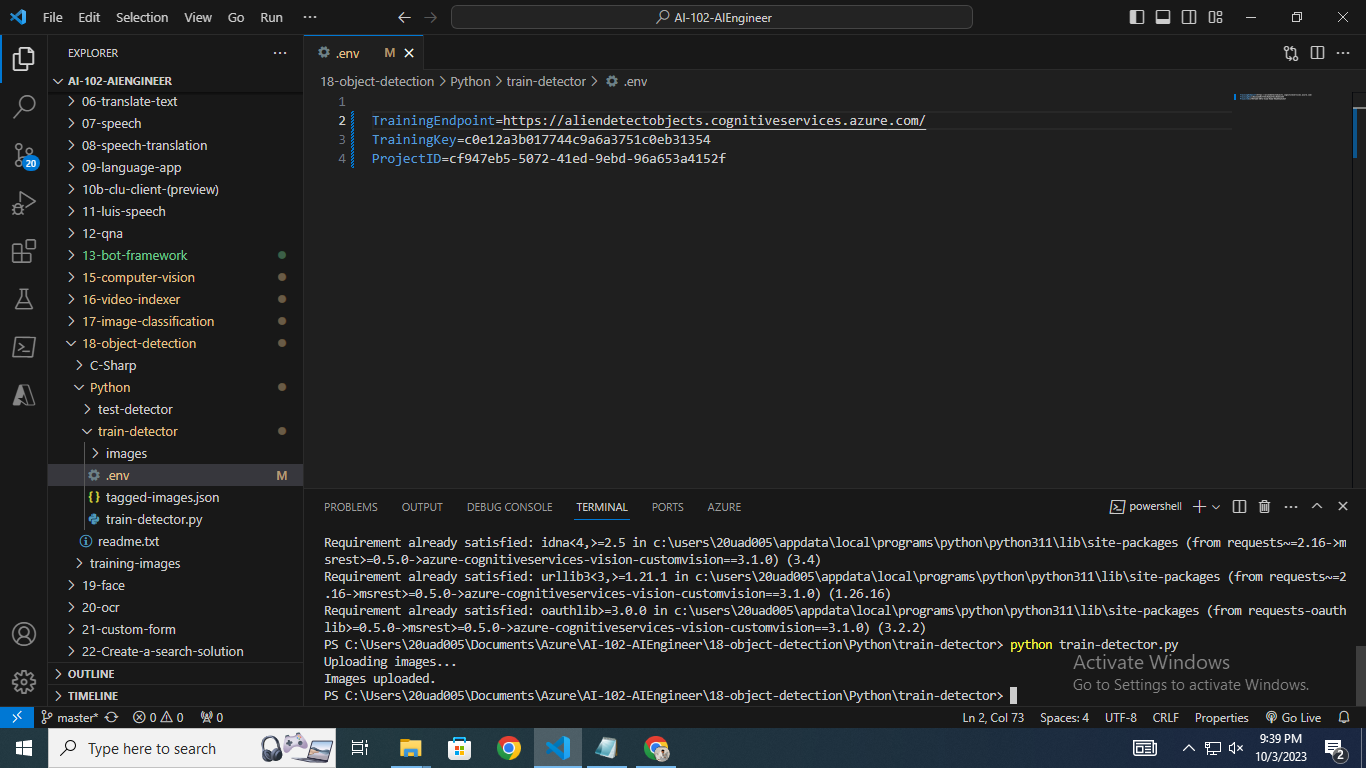 File Edit Selection View Go Run ··· AI-102-AIEngineer
EXPLORER ···
AI-102-AIENGINEER
06-translate-text
07-speech
08-speech-translation
09-language-app
10b-clu-client-(preview)
11-luis-speech
12-qna
13-bot-framework
15-computer-vision
16-video-indexer
17-image-classification
18-object-detection
C-Sharp
Python
test-detector
train-detector
images
.env M
tagged-images.json
train-detector.py
readme.txt
training-images
19-face
20-ocr
21-custom-form
22-Create-a-search-solution
OUTLINE
TIMELINE
20
.env M
18-object-detection > Python > train-detector > .env
1
2 TrainingEndpoint=https://aliendetectobjects.cognitiveservices.azure.com/
3 TrainingKey=c0e12a3b017744c9a6a3751c0eb31354
4 ProjectID=cf947eb5-5072-41ed-9ebd-96a653a4152f
PROBLEMS OUTPUT DEBUG CONSOLE TERMINAL PORTS AZURE powershell
Requirement already satisfied: idna<4,>=2.5 in c:\users\20uad005\appdata\local\programs\python\python311\lib\site-packages (from requests~=2.16->m
srest>=0.5.0->azure-cognitiveservices-vision-customvision==3.1.0) (3.4)
Requirement already satisfied: urllib3<3,>=1.21.1 in c:\users\20uad005\appdata\local\programs\python\python311\lib\site-packages (from requests~=2
.16->msrest>=0.5.0->azure-cognitiveservices-vision-customvision==3.1.0) (1.26.16)
Requirement already satisfied: oauthlib>=3.0.0 in c:\users\20uad005\appdata\local\programs\python\python311\lib\site-packages (from requests-oauth
lib>=0.5.0->msrest>=0.5.0->azure-cognitiveservices-vision-customvision==3.1.0) (3.2.2)
PS C:\Users\20uad005\Documents\Azure\AI-102-AIEngineer\18-object-detection\Python\train-detector> python train-detector.py
Uploading images...
Images uploaded.
PS C:\Users\20uad005\Documents\Azure\AI-102-AIEngineer\18-object-detection\Python\train-detector>
Activate Windows
Go to Settings to activate Windows.
master* 0 0 0 Ln 2, Col 73 Spaces: 4 UTF-8 CRLF Properties Go Live
Type here to search
9:39 PM
10/3/2023
2